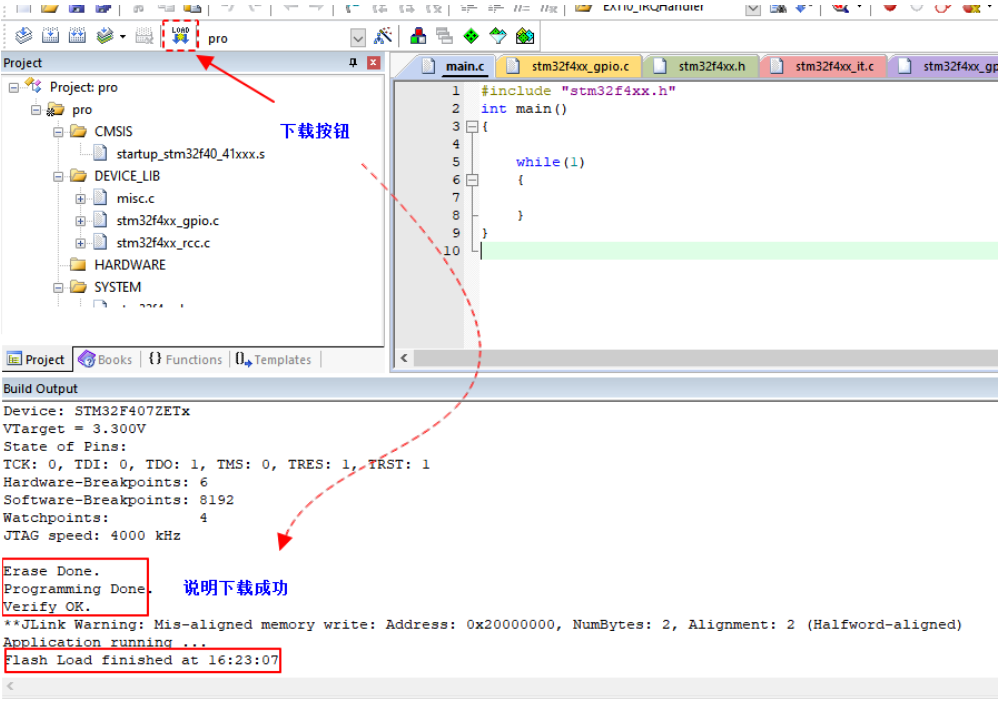 EXTI0_IRQHandler
LOAD
pro
Project
Project: pro
pro
CMSIS
startup_stm32f40_41xxx.s
DEVICE_LIB
misc.c
stm32f4xx_gpio.c
stm32f4xx_rcc.c
HARDWARE
SYSTEM
下载按钮
main.c stm32f4xx_gpio.c stm32f4xx.h stm32f4xx_it.c stm32f4xx_gp
1 #include "stm32f4xx.h"
2 int main()
3 {
4
5 while(1)
6 {
7
8 }
9 }
10
Project Books {} Functions 0 Templates
Build Output
Device: STM32F407ZETx
VTarget = 3.300V
State of Pins:
TCK: 0, TDI: 0, TDO: 1, TMS: 0, TRES: 1, TRST: 1
Hardware-Breakpoints: 6
Software-Breakpoints: 8192
Watchpoints: 4
JTAG speed: 4000 kHz
Erase Done.
Programming Done.
说明下载成功
Verify OK.
**JLink Warning: Mis-aligned memory write: Address: 0x20000000, NumBytes: 2, Alignment: 2 (Halfword-aligned)
Application running ...
Flash Load finished at 16:23:07